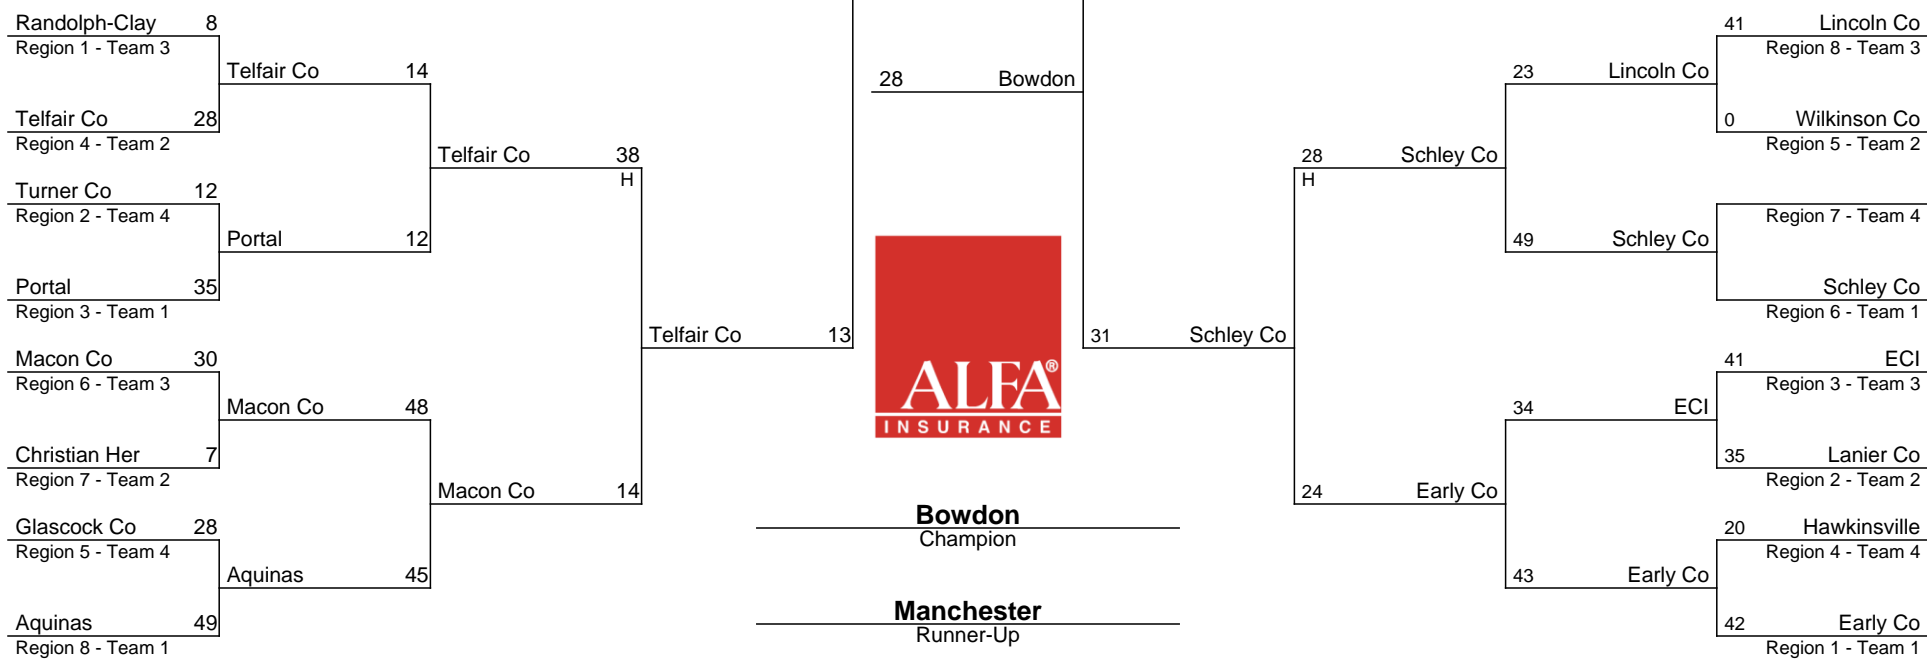 Randolph-Clay 8
Region 1 - Team 3
Telfair Co 28
Region 4 - Team 2
Turner Co 12
Region 2 - Team 4
Portal 35
Region 3 - Team 1
Macon Co 30
Region 6 - Team 3
Christian Her 7
Region 7 - Team 2
Glascock Co 28
Region 5 - Team 4
Aquinas 49
Region 8 - Team 1
Telfair Co 14
Portal 12
Macon Co 48
Aquinas 45
Telfair Co 38
H
Macon Co 14
Telfair Co 13
28 Bowdon
ALFA®
INSURANCE
Bowdon
Champion
Manchester
Runner-Up
31 Schley Co
28 Schley Co
H
24 Early Co
23 Lincoln Co
49 Schley Co
34 ECI
43 Early Co
41 Lincoln Co
Region 8 - Team 3
0 Wilkinson Co
Region 5 - Team 2
Region 7 - Team 4
Schley Co
Region 6 - Team 1
41 ECI
Region 3 - Team 3
35 Lanier Co
Region 2 - Team 2
20 Hawkinsville
Region 4 - Team 4
42 Early Co
Region 1 - Team 1